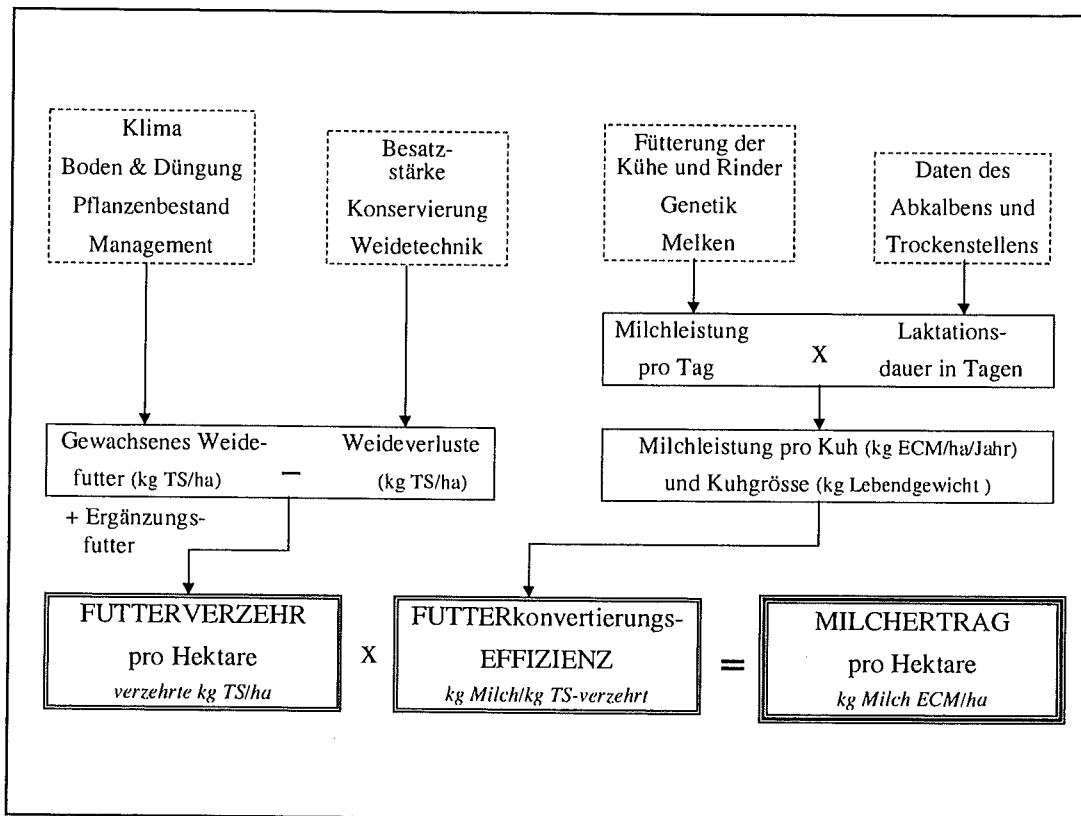 Klima
Boden & Düngung
Pflanzenbestand
Management
Besatz-
stärke
Konservierung
Weidetechnik
Fütterung der
Kühe und Rinder
Genetik
Melken
Daten des
Abkalbens und
Trockenstellens
Milchleistung
pro Tag
X
Laktations-
dauer in Tagen
Gewachsenes Weide-
futter (kg TS/ha)
–
Weideverluste
(kg TS/ha)
Milchleistung pro Kuh (kg ECM/ha/Jahr)
und Kuhgrösse (kg Lebendgewicht )
+ Ergänzungs-
futter
FUTTERVERZEHR
pro Hektare
verzehrte kg TS/ha
X
FUTTERkonvertierungs-
EFFIZIENZ
kg Milch/kg TS-verzehrt
=
MILCHERTRAG
pro Hektare
kg Milch ECM/ha